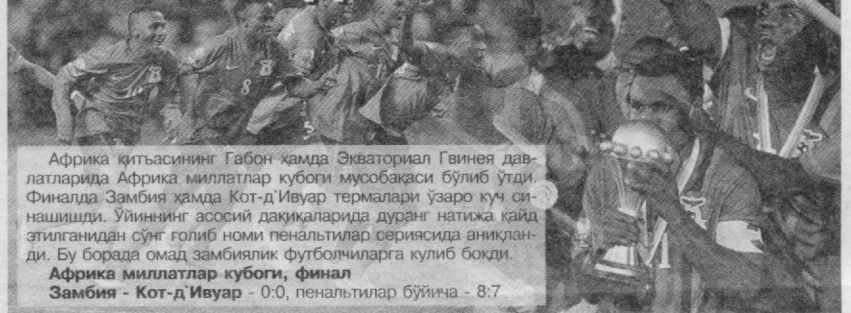 Африка қитъасининг Габон ҳамда Экваториал Гвинея дав-
латларида Африка миллатлар кубоги мусобақаси бўлиб ўтди.
Финалда Замбия ҳамда Кот-д`Ивуар термалари ўзаро куч си-
нашишди. Ўйиннинг асосий дақиқаларида дуранг натижа қайд
этилганидан сўнг ғолиб номи пенальтилар сериясида аниқлан-
ди. Бу борада омад замбиялик футболчиларга кулиб боқди.
Африка миллатлар кубоги, финал
Замбия - Кот-д`Ивуар - 0:0, пенальтилар бўйича - 8:7
8